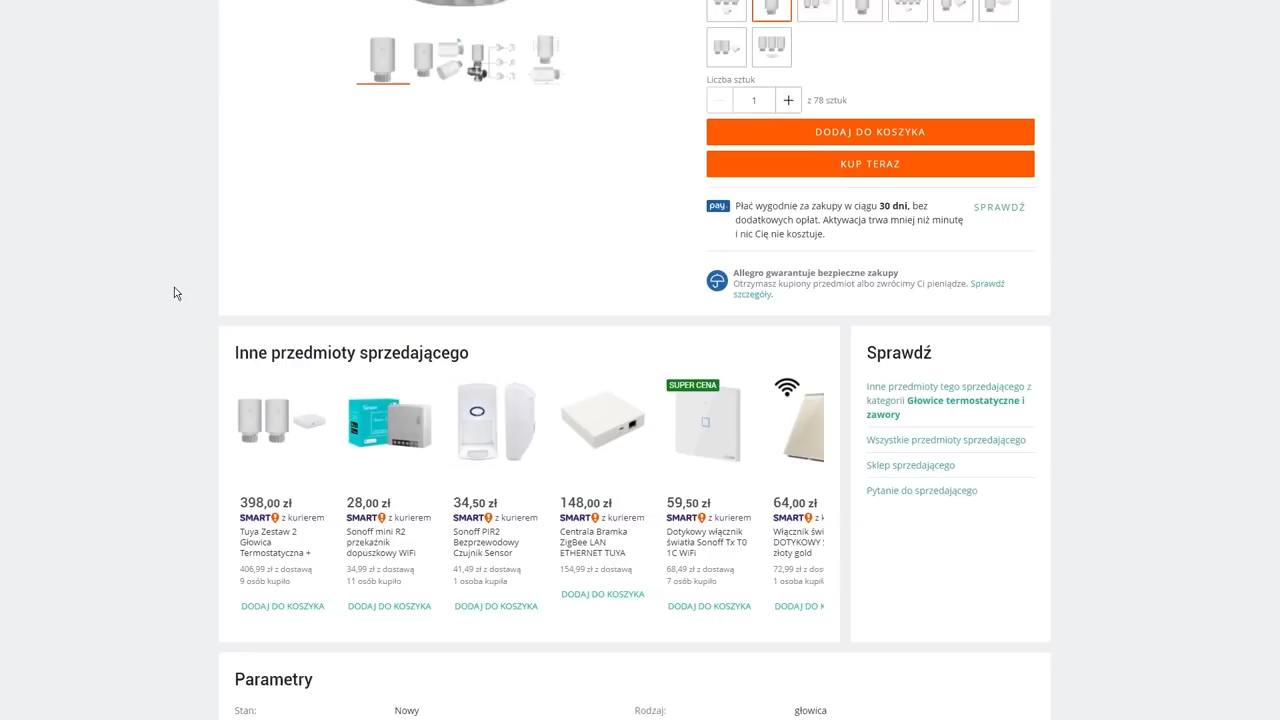 Liczba sztuk
1
z 78 sztuk
DODAJ DO KOSZYKA
KUP TERAZ
pay
Płać wygodnie za zakupy w ciągu 30 dni, bez
dodatkowych opłat. Aktywacja trwa mniej niż minutę
i nic Cię nie kosztuje.
SPRAWDŹ
Allegro gwarantuje bezpieczne zakupy
Otrzymasz kupiony przedmiot albo zwrócimy Ci pieniądze. Sprawdź
szczegóły.
Inne przedmioty sprzedającego
398,00 zł
SMART! z kurierem
Tuya Zestaw 2
Głowica
Termostatyczna +
406,99 zł z dostawą
9 osób kupiło
DODAJ DO KOSZYKA
28,00 zł
SMART! z kurierem
Sonoff mini R2
przekaźnik
dopuszkowy WiFi
34,99 zł z dostawą
11 osób kupiło
DODAJ DO KOSZYKA
34,50 zł
SMART! z kurierem
Sonoff PIR2
Bezprzewodowy
Czujnik Sensor
41,49 zł z dostawą
1 osoba kupiła
DODAJ DO KOSZYKA
148,00 zł
SMART! z kurierem
Centrala Bramka
ZigBee LAN
ETHERNET TUYA
154,99 zł z dostawą
DODAJ DO KOSZYKA
SUPER CENA
59,50 zł
SMART! z kurierem
Dotykowy włącznik
światła Sonoff Tx T0
1C WiFi
68,49 zł z dostawą
7 osób kupiło
DODAJ DO KOSZYKA
64,00 zł
SMART! z k
Włącznik świ
DOTYKOWY
złoty gold
72,99 zł z dost
1 osoba kupił
DODAJ DO K
Sprawdź
Inne przedmioty tego sprzedającego z
kategorii Głowice termostatyczne i
zawory
Wszystkie przedmioty sprzedającego
Sklep sprzedającego
Pytanie do sprzedającego
Parametry
Stan:
Nowy
Rodzaj:
głowica